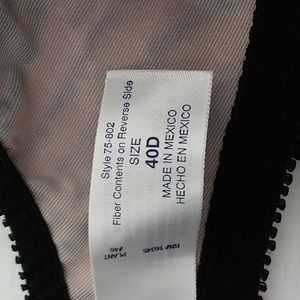 Style 75-802
Fiber Contents on Reverse Side
SIZE
40D
MADE IN MEXICO
HECHO EN MEXICO
RN# 16345
PLANT
#46